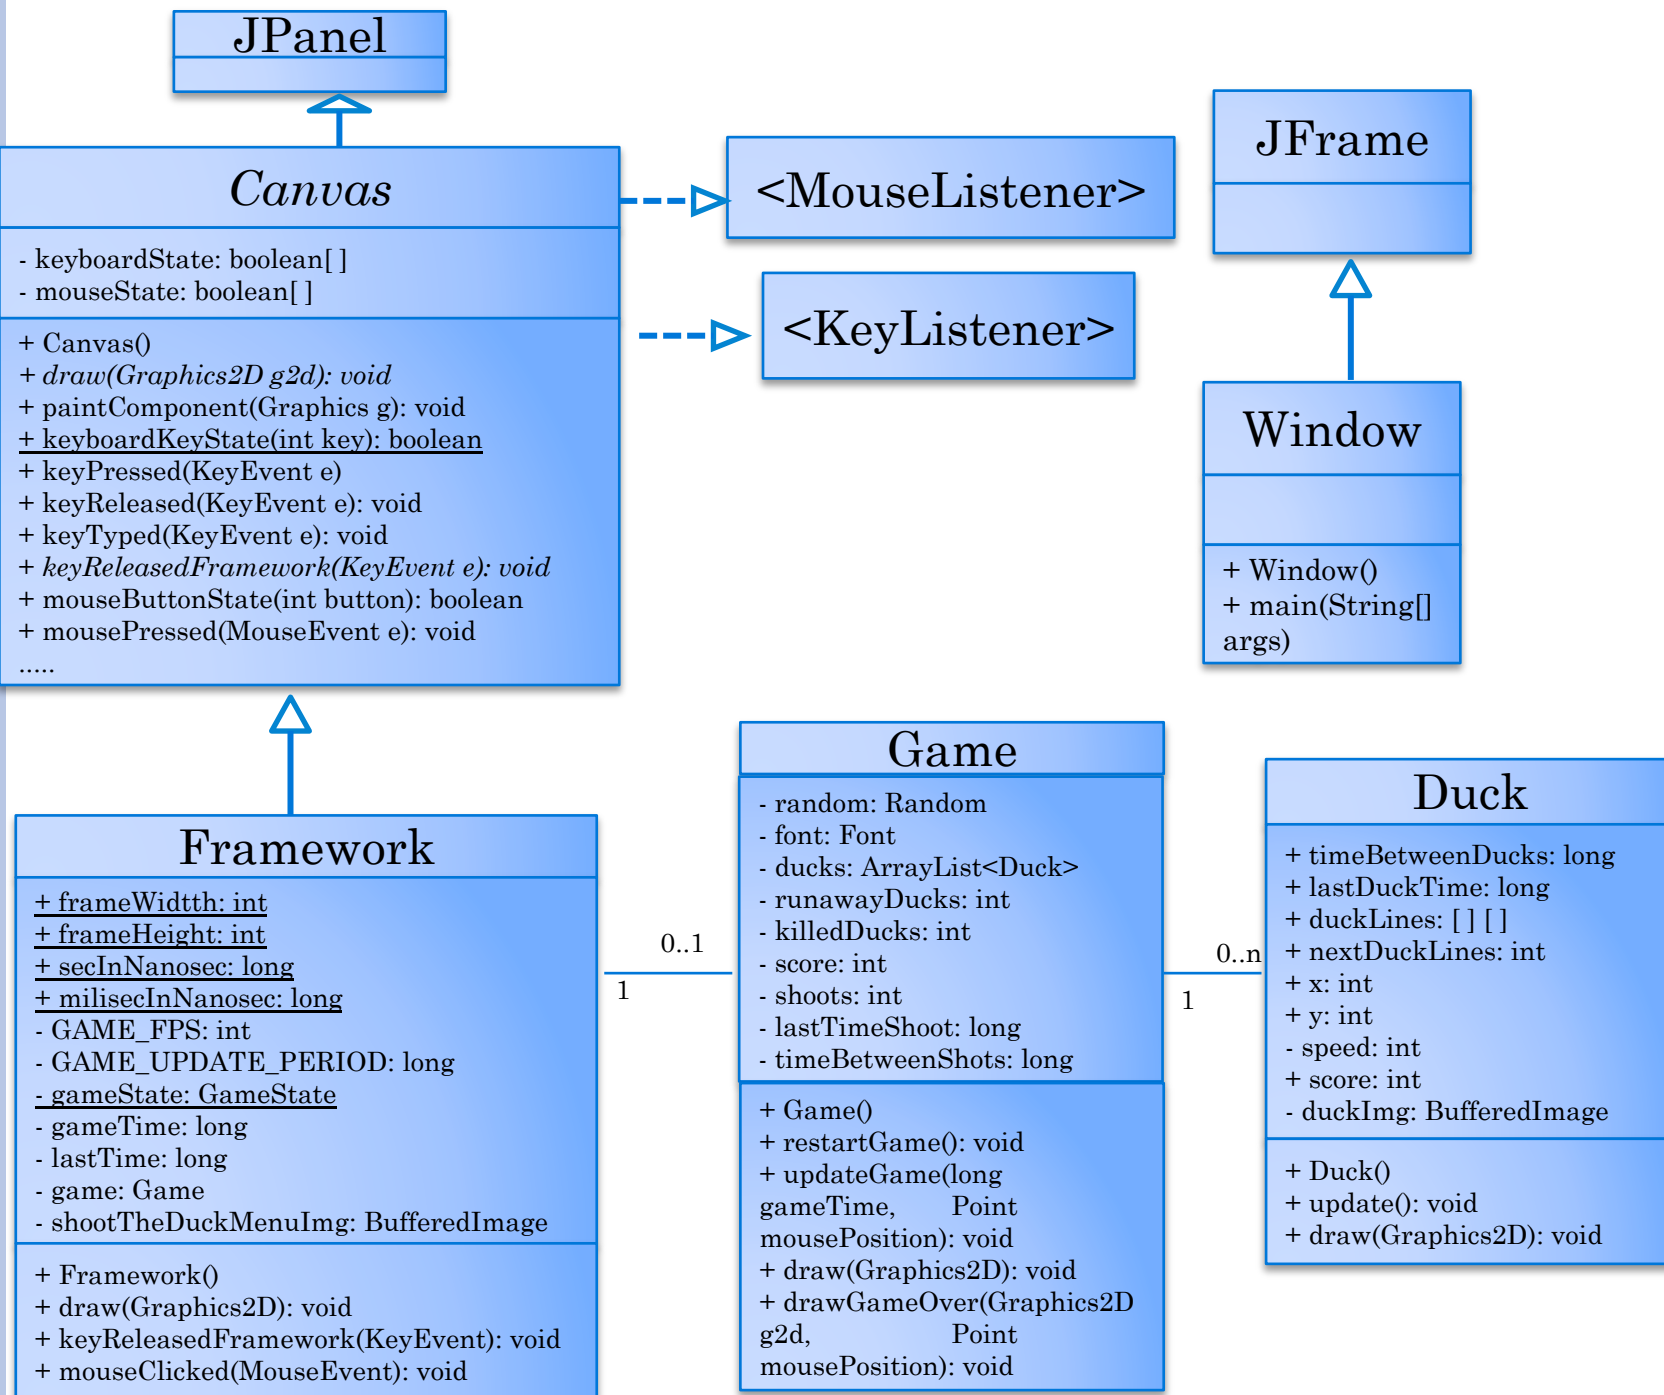 JPanel
Canvas
- keyboardState: boolean[ ]
- mouseState: boolean[ ]
+ Canvas()
+ draw(Graphics2D g2d): void
+ paintComponent(Graphics g): void
+ keyboardKeyState(int key): boolean
+ keyPressed(KeyEvent e)
+ keyReleased(KeyEvent e): void
+ keyTyped(KeyEvent e): void
+ keyReleasedFramework(KeyEvent e): void
+ mouseButtonState(int button): boolean
+ mousePressed(MouseEvent e): void
.....
<MouseListener>
<KeyListener>
JFrame
Window
+ Window()
+ main(String[]
args)
Framework
+ frameWidtth: int
+ frameHeight: int
+ secInNanosec: long
+ milisecInNanosec: long
- GAME_FPS: int
- GAME_UPDATE_PERIOD: long
- gameState: GameState
- gameTime: long
- lastTime: long
- game: Game
- shootTheDuckMenuImg: BufferedImage
+ Framework()
+ draw(Graphics2D): void
+ keyReleasedFramework(KeyEvent): void
+ mouseClicked(MouseEvent): void
0..1
1
Game
- random: Random
- font: Font
- ducks: ArrayList<Duck>
- runawayDucks: int
- killedDucks: int
- score: int
- shoots: int
- lastTimeShoot: long
- timeBetweenShots: long
+ Game()
+ restartGame(): void
+ updateGame(long
gameTime, Point
mousePosition): void
+ draw(Graphics2D): void
+ drawGameOver(Graphics2D
g2d, Point
mousePosition): void
0..n
1
Duck
+ timeBetweenDucks: long
+ lastDuckTime: long
+ duckLines: [ ] [ ]
+ nextDuckLines: int
+ x: int
+ y: int
- speed: int
+ score: int
- duckImg: BufferedImage
+ Duck()
+ update(): void
+ draw(Graphics2D): void